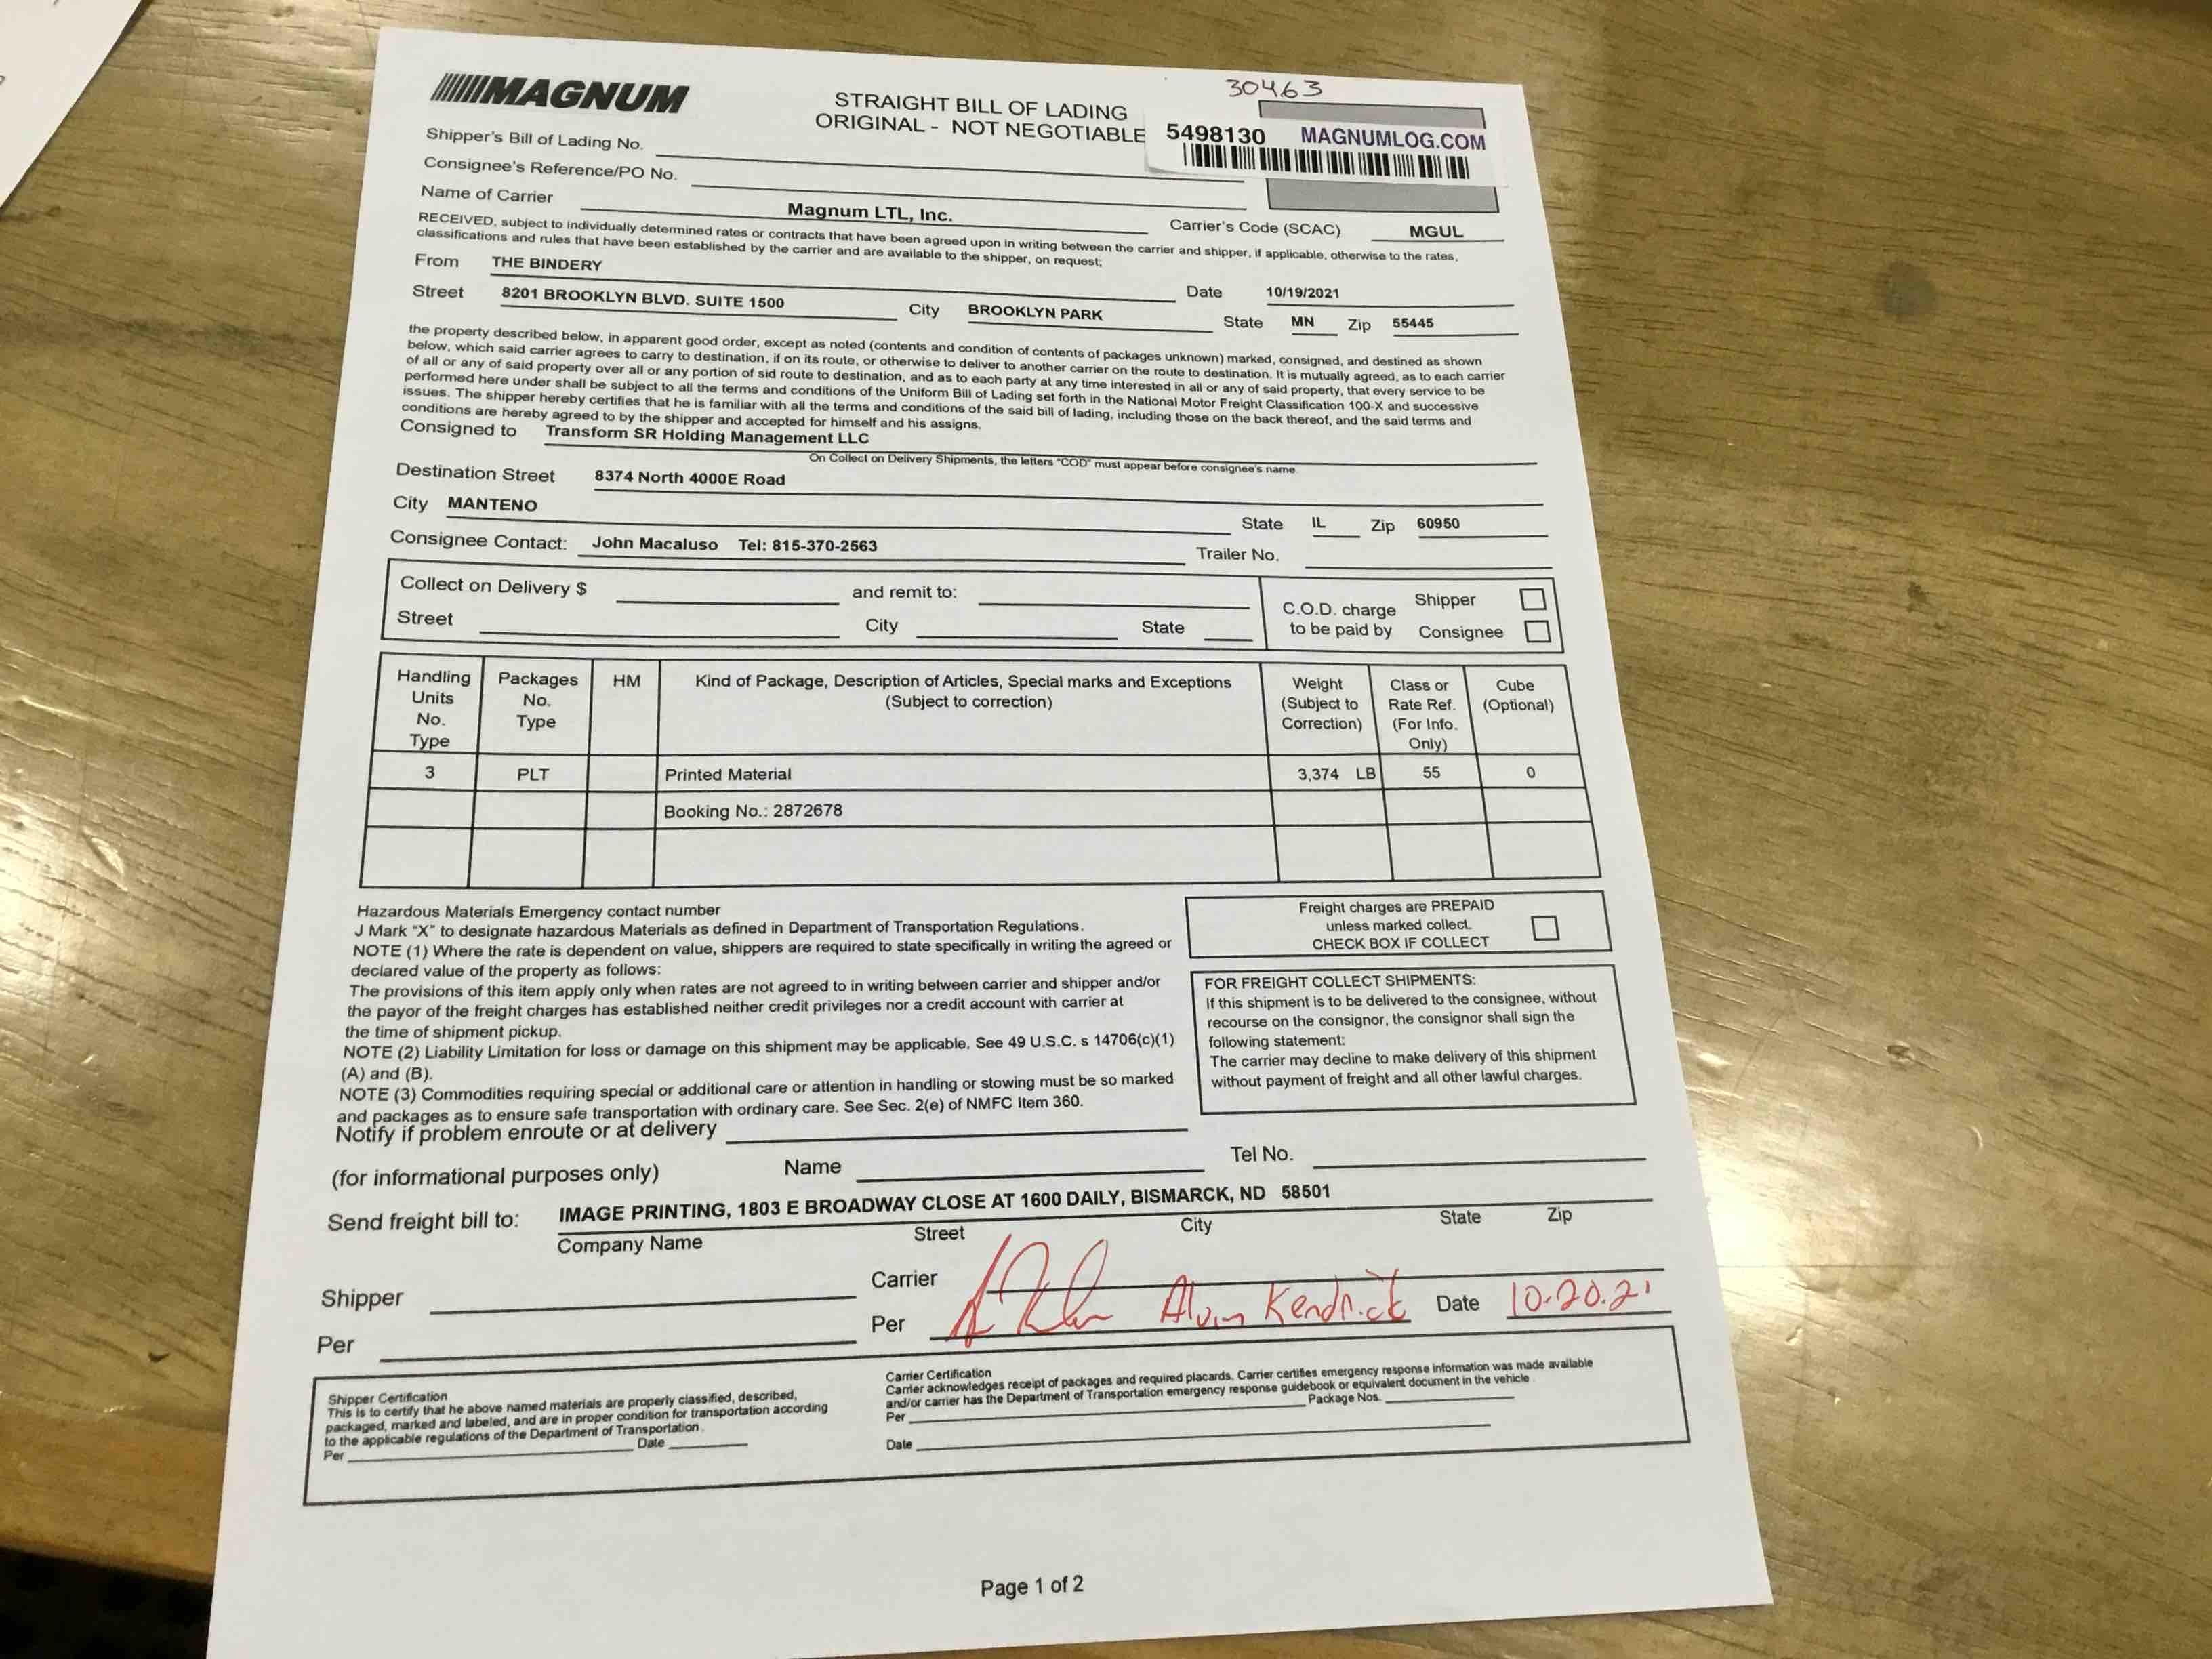 30463
MAGNUM
STRAIGHT BILL OF LADING
ORIGINAL - NOT NEGOTIABLE
5498130 MAGNUMLOG.COM
Shipper's Bill of Lading No.
Consignee's Reference/PO No.
Name of Carrier Magnum LTL, Inc. Carrier's Code (SCAC) MGUL
RECEIVED, subject to individually determined rates or contracts that have been agreed upon in writing between the carrier and shipper, if applicable, otherwise to the rates,
classifications and rules that have been established by the carrier and are available to the shipper, on request;
From THE BINDERY Date 10/19/2021
Street 8201 BROOKLYN BLVD. SUITE 1500 City BROOKLYN PARK State MN Zip 55445
the property described below, in apparent good order, except as noted (contents and condition of contents of packages unknown) marked, consigned, and destined as shown
below, which said carrier agrees to carry to destination, if on its route, or otherwise to deliver to another carrier on the route to destination. It is mutually agreed, as to each carrier
of all or any of said property over all or any portion of sid route to destination, and as to each party at any time interested in all or any of said property, that every service to be
performed here under shall be subject to all the terms and conditions of the Uniform Bill of Lading set forth in the National Motor Freight Classification 100-X and successive
issues. The shipper hereby certifies that he is familiar with all the terms and conditions of the said bill of lading, including those on the back thereof, and the said terms and
conditions are hereby agreed to by the shipper and accepted for himself and his assigns.
Consigned to Transform SR Holding Management LLC
On Collect on Delivery Shipments, the letters "COD" must appear before consignee's name.
Destination Street 8374 North 4000E Road
City MANTENO State IL Zip 60950
Consignee Contact: John Macaluso Tel: 815-370-2563 Trailer No.
Collect on Delivery $ and remit to:
Street City State
C.O.D. charge
to be paid by
Shipper
Consignee
Handling
Units
No.
Type
Packages
No.
Type
HM
Kind of Package, Description of Articles, Special marks and Exceptions
(Subject to correction)
Weight
(Subject to
Correction)
Class or
Rate Ref.
(For Info.
Only)
Cube
(Optional)
3 PLT Printed Material 3,374 LB 55 0
Booking No.: 2872678
Hazardous Materials Emergency contact number
J Mark "X" to designate hazardous Materials as defined in Department of Transportation Regulations.
NOTE (1) Where the rate is dependent on value, shippers are required to state specifically in writing the agreed or
declared value of the property as follows:
The provisions of this item apply only when rates are not agreed to in writing between carrier and shipper and/or
the payor of the freight charges has established neither credit privileges nor a credit account with carrier at
the time of shipment pickup.
NOTE (2) Liability Limitation for loss or damage on this shipment may be applicable. See 49 U.S.C. s 14706(c)(1)
(A) and (B).
NOTE (3) Commodities requiring special or additional care or attention in handling or stowing must be so marked
and packages as to ensure safe transportation with ordinary care. See Sec. 2(e) of NMFC Item 360.
Freight charges are PREPAID
unless marked collect.
CHECK BOX IF COLLECT
FOR FREIGHT COLLECT SHIPMENTS:
If this shipment is to be delivered to the consignee, without
recourse on the consignor, the consignor shall sign the
following statement:
The carrier may decline to make delivery of this shipment
without payment of freight and all other lawful charges.
Notify if problem enroute or at delivery
(for informational purposes only) Name Tel No.
Send freight bill to: IMAGE PRINTING, 1803 E BROADWAY CLOSE AT 1600 DAILY, BISMARCK, ND 58501
Company Name Street City State Zip
Shipper Carrier
Per Per Alvin Kendrick Date 10.20.21
Shipper Certification
This is to certify that he above named materials are properly classified, described,
packaged, marked and labeled, and are in proper condition for transportation according
to the applicable regulations of the Department of Transportation.
Per Date
Carrier Certification
Carrier acknowledges receipt of packages and required placards. Carrier certifies emergency response information was made available
and/or carrier has the Department of Transportation emergency response guidebook or equivalent document in the vehicle.
Per Package Nos.
Date
Page 1 of 2